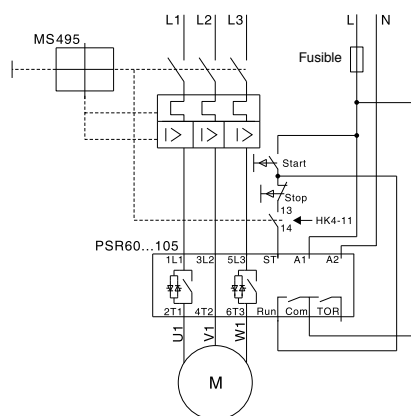 L1 L2 L3 L N
MS495
Fusible
Start
Stop
13
14 HK4-11
PSR60...105
1L1 3L2 5L3 ST A1 A2
2T1 4T2 6T3 Run Com TOR
U1 V1 W1
M